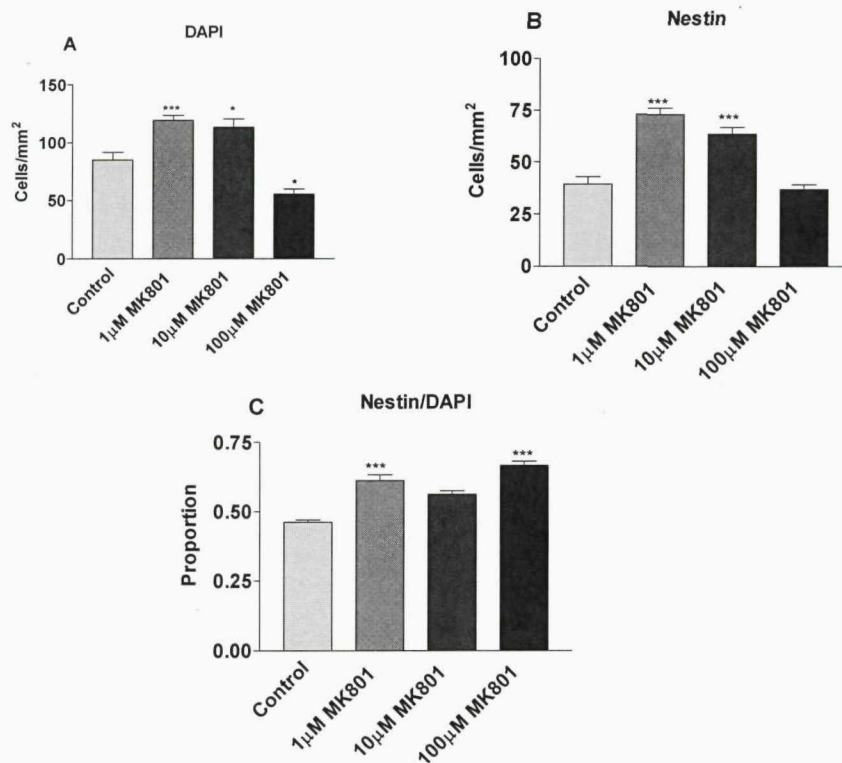 A
DAPI
Cells/mm²
150
100
50
0
***
*
*
Control
1μM MK801
10μM MK801
100μM MK801
B
Nestin
Cells/mm²
100
75
50
25
0
***
***
Control
1μM MK801
10μM MK801
100μM MK801
C
Nestin/DAPI
Proportion
0.75
0.50
0.25
0.00
***
***
Control
1μM MK801
10μM MK801
100μM MK801